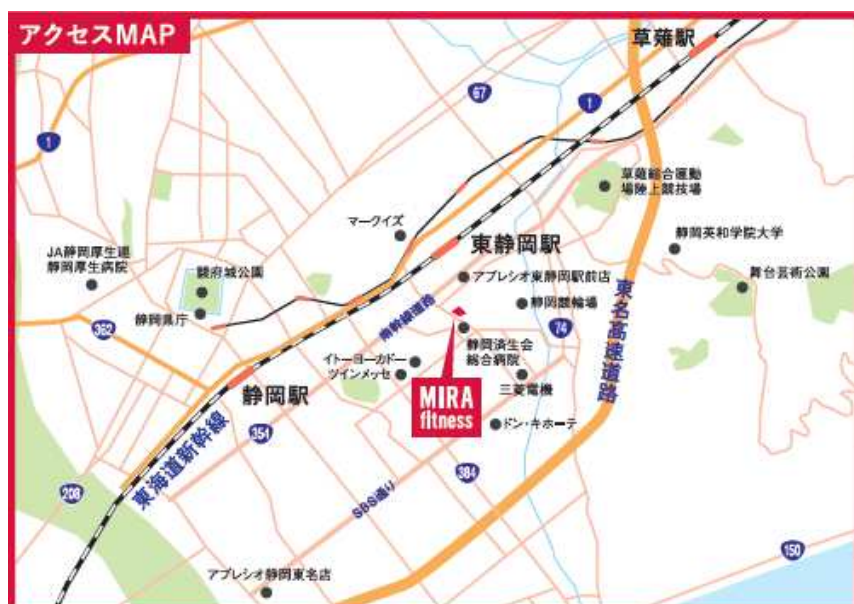 アクセスMAP
草薙駅
67
1
1
草薙総合運動
場陸上競技場
マークイズ
東静岡駅
静岡英和学院大学
JA静岡厚生連
静岡厚生病院
駿府城公園
アプレシオ東静岡駅前店
舞台芸術公園
静岡県庁
静岡競輪場
南幹線道路
東名高速道路
362
74
静岡済生会
総合病院
イトーヨーカドー
ツインメッセ
三菱電機
静岡駅
MIRA
fitness
ドン・キホーテ
354
東海道新幹線
384
208
SBS通り
150
アプレシオ静岡東名店